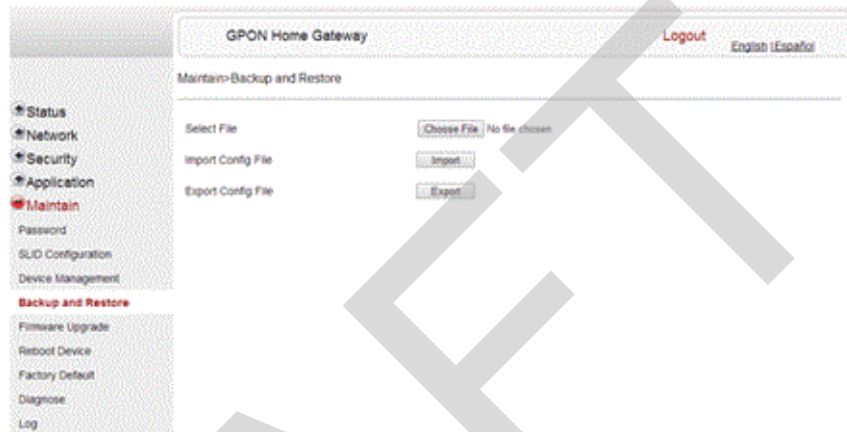 GPON Home Gateway
Logout
English |Español
Maintain>Backup and Restore
Status
Network
Security
Application
Maintain
Password
SLID Configuration
Device Management
Backup and Restore
Firmware Upgrade
Reboot Device
Factory Default
Diagnose
Log
Select File
Choose File No file chosen
Import Config File
Import
Export Config File
Export